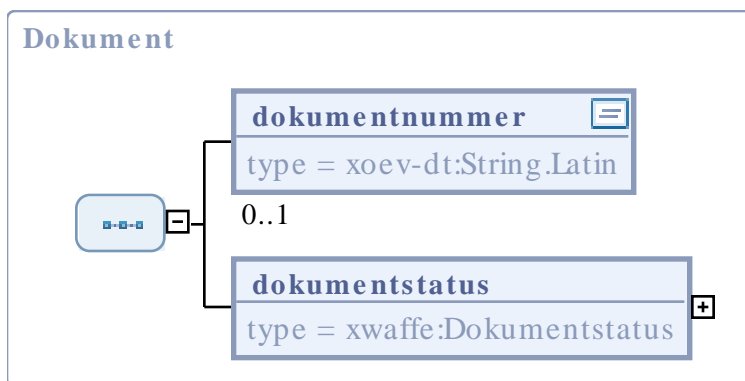 Dokument
dokumentnummer
type = xoev-dt:String.Latin
0..1
dokumentstatus
type = xwaffe:Dokumentstatus